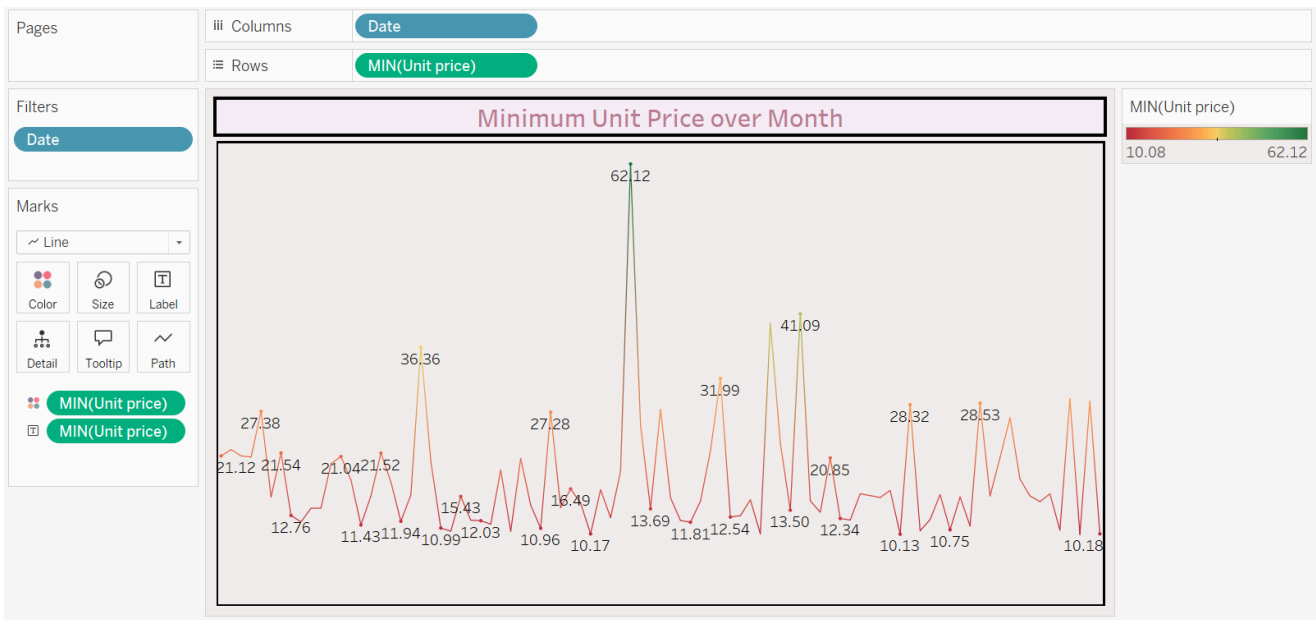 Pages
iii Columns
Date
Rows
MIN(Unit price)
Filters
Date
Marks
Line
Color
Size
Label
Detail
Tooltip
Path
MIN(Unit price)
MIN(Unit price)
Minimum Unit Price over Month
62.12
41.09
36.36
31.99
27.38
27.28
28.32
28.53
21.12
21.54
21.04
21.52
20.85
15.43
16.49
12.76
11.43
11.94
10.99
12.03
10.96
10.17
13.69
11.81
12.54
13.50
12.34
10.13
10.75
10.18
MIN(Unit price)
10.08 62.12